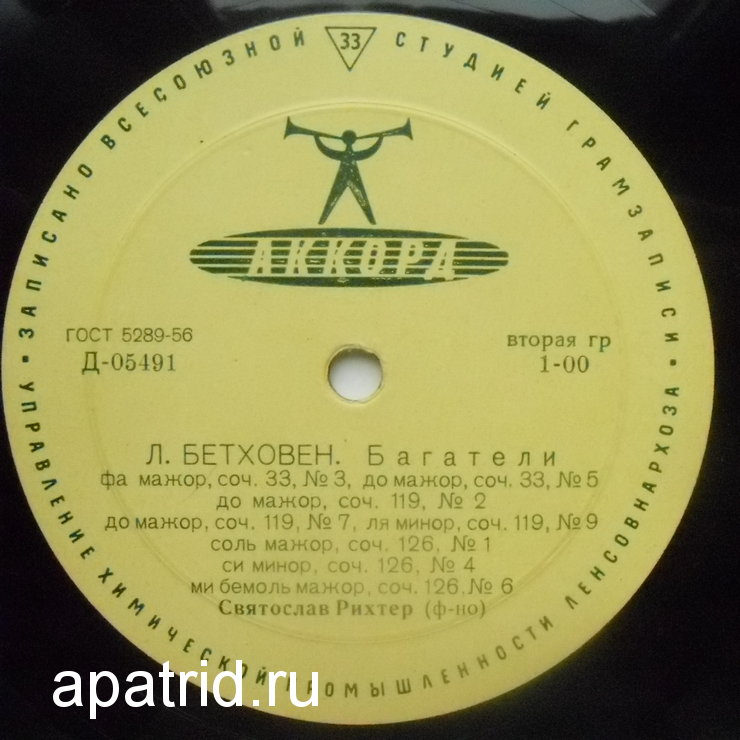 • ЗАПИСАНО ВСЕСОЮЗНОЙ 33 СТУДИЕЙ ГРАМЗАПИСИ •
АККОРД
ГОСТ 5289-56
Д-05491
вторая гр
1-00
Л. БЕТХОВЕН. Багатели
фа мажор, соч. 33, № 3, до мажор, соч. 33, № 5
до мажор, соч. 119, № 2
до мажор, соч. 119, № 7, ля минор, соч. 119, № 9
соль мажор, соч. 126, № 1
си минор, соч. 126, № 4
ми бемоль мажор, соч. 126, № 6
Святослав Рихтер (ф-но)
УПРАВЛЕНИЕ ХИМИЧЕСКОЙ ПРОМЫШЛЕННОСТИ ЛЕНСОВНАРХОЗА
apatrid.ru